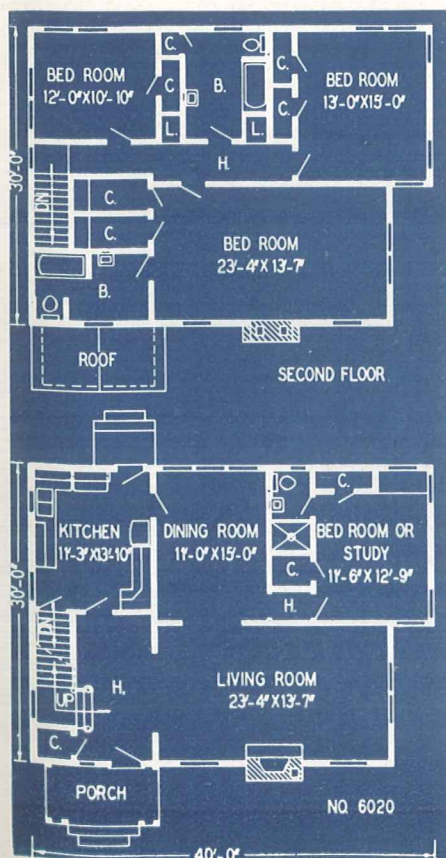 C.
BED ROOM
12'-0"X10'-10"
C
B.
C.
C.
BED ROOM
13'-0"X15'-0"
L.
L.
H.
30'-0"
DN
C.
C.
BED ROOM
23'-4"X13'-7"
B.
ROOF
SECOND FLOOR
KITCHEN
11'-3"X13'-10"
DINING ROOM
11'-0"X15'-0"
C.
BED ROOM OR
STUDY
11'-6"X12'-9"
C.
H.
30'-0"
DN
UP
H.
LIVING ROOM
23'-4"X13'-7"
C.
PORCH
NO. 6020
40'-0"